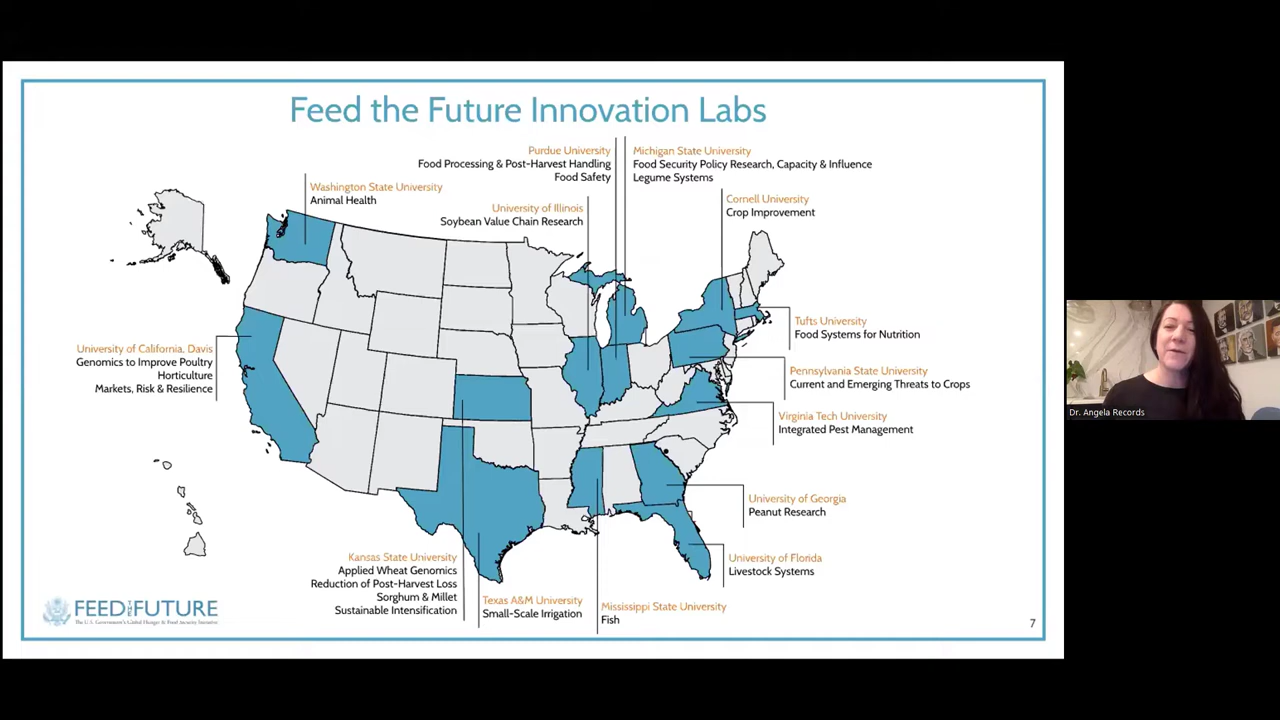 Feed the Future Innovation Labs
Purdue University
Food Processing & Post-Harvest Handling
Food Safety
Michigan State University
Food Security Policy Research, Capacity & Influence
Legume Systems
Washington State University
Animal Health
University of Illinois
Soybean Value Chain Research
Cornell University
Crop Improvement
Tufts University
Food Systems for Nutrition
University of California, Davis
Genomics to Improve Poultry
Horticulture
Markets, Risk & Resilience
Pennsylvania State University
Current and Emerging Threats to Crops
Virginia Tech University
Integrated Pest Management
University of Georgia
Peanut Research
University of Florida
Livestock Systems
Kansas State University
Applied Wheat Genomics
Reduction of Post-Harvest Loss
Sorghum & Millet
Sustainable Intensification
Texas A&M University
Small-Scale Irrigation
Mississippi State University
Fish
FEED THE FUTURE
The U.S. Government's Global Hunger & Food Security Initiative
7
Dr. Angela Records